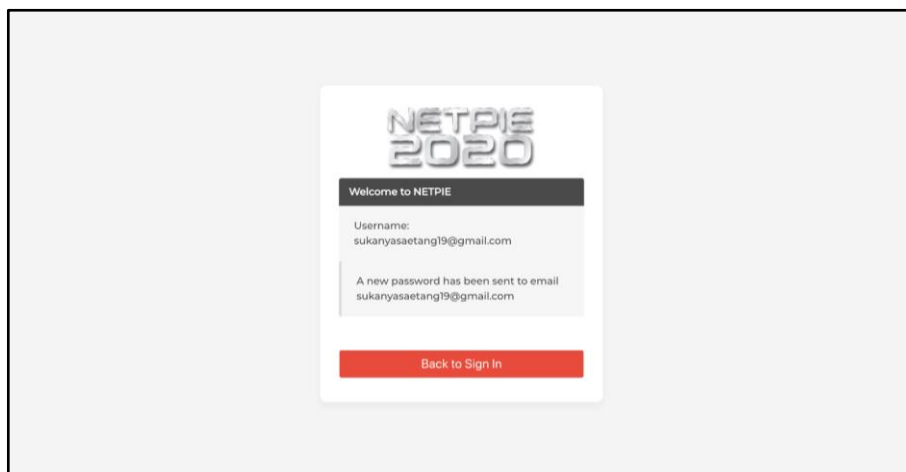 NETPIE
2020
Welcome to NETPIE
Username:
sukanyasaetang19@gmail.com
A new password has been sent to email
sukanyasaetang19@gmail.com
Back to Sign In